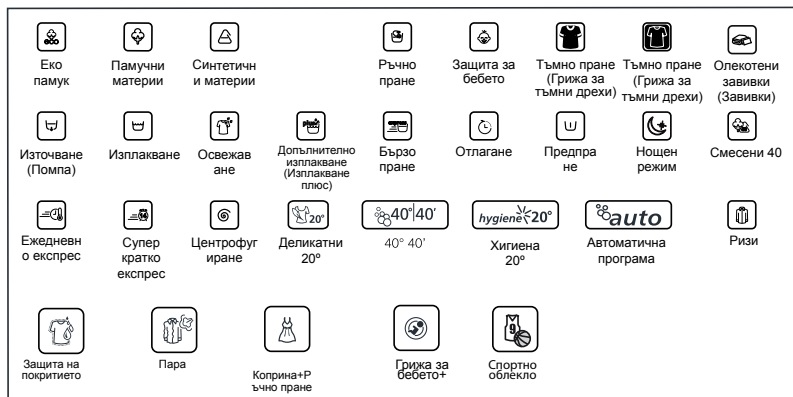 Еко
памук
Памучни
материи
Синтетичн
и материи
Ръчно
пране
Защита за
бебето
Тъмно пране
(Грижа за
тъмни дрехи)
Тъмно пране
(Грижа за
тъмни дрехи)
Олекотени
завивки
(Завивки)
Източване
(Помпа)
Изплакване
Освежав
ане
Допълнително
изплакване
(Изплакване
плюс)
Бързо
пране
Отлагане
Предпра
не
Нощен
режим
Смесени 40
14
20°
40° 40'
hygiene 20°
auto
Ежедневн
о експрес
Супер
кратко
експрес
Центрофуг
иране
Деликатни
20º
40° 40'
Хигиена
20º
Автоматична
програма
Ризи
9
Защита на
покритието
Пара
Коприна+Р
ъчно пране
Грижа за
бебето+
Спортно
облекло